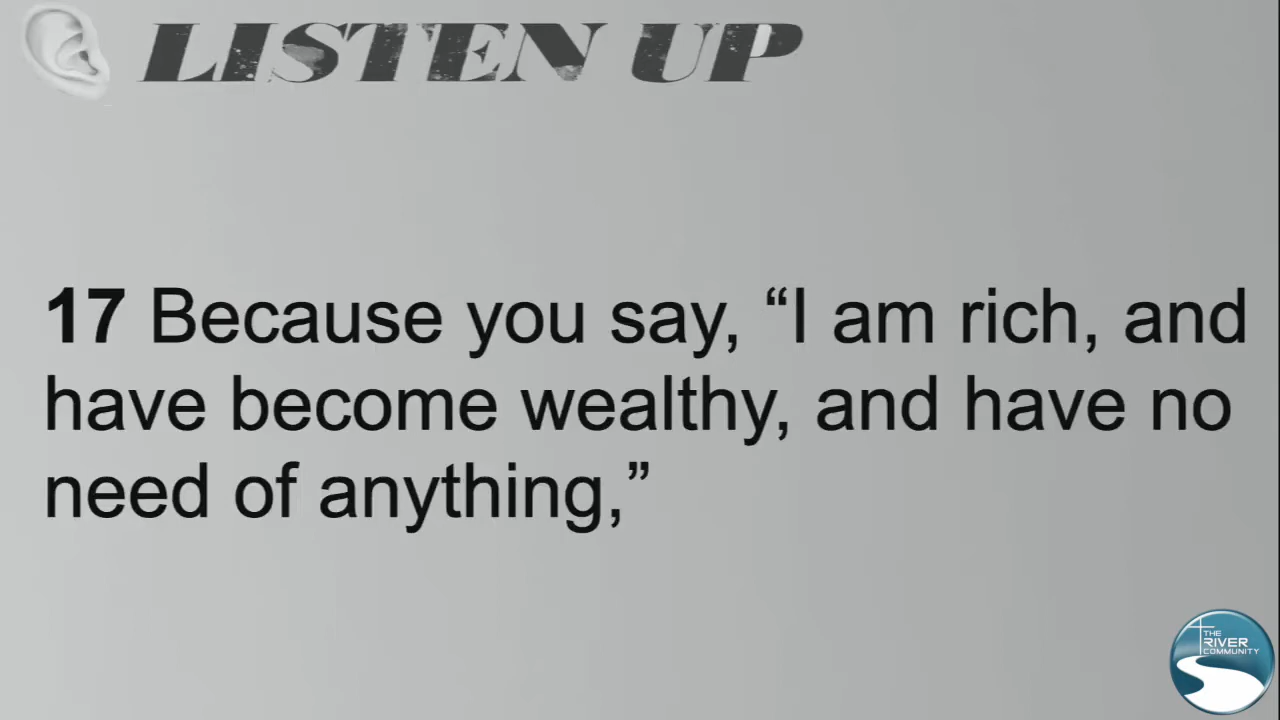 LISTEN UP
17 Because you say, “I am rich, and
have become wealthy, and have no
need of anything,”
THE
RIVER
COMMUNITY